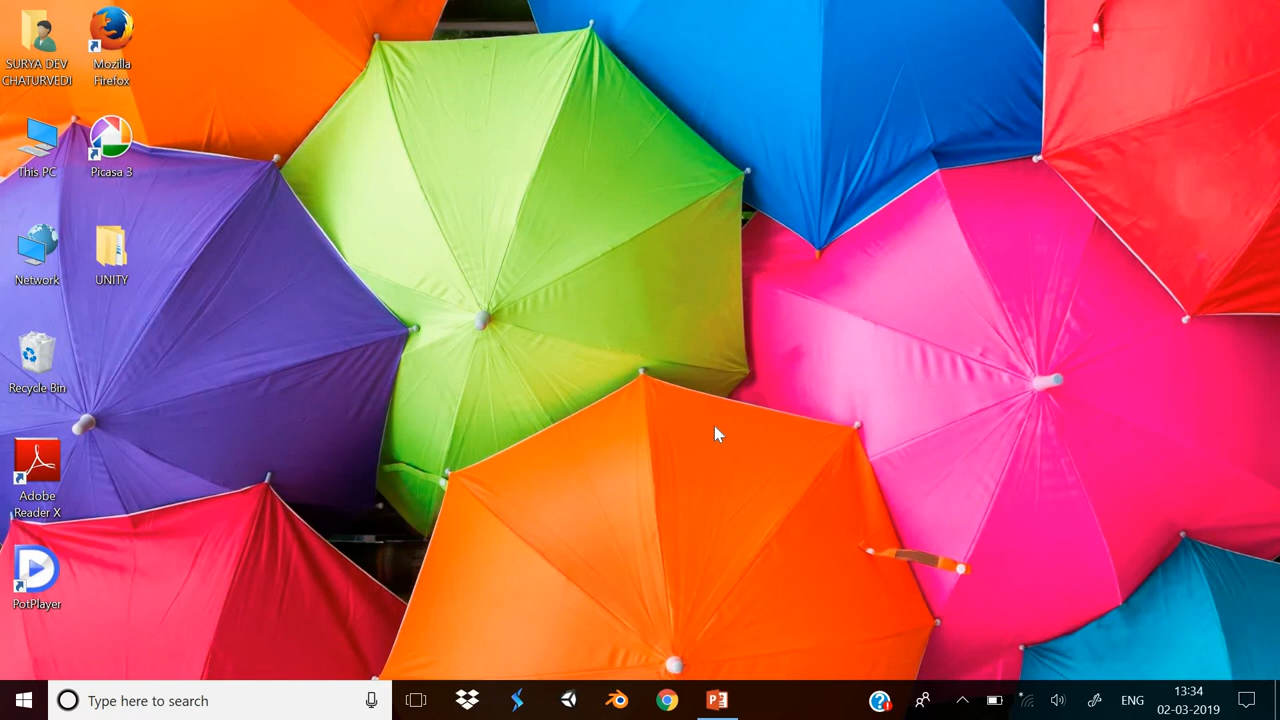 SURYA DEV
CHATURVEDI
Mozilla
Firefox
This PC
Picasa 3
Network
UNITY
Recycle Bin
Adobe
Reader X
PotPlayer
Type here to search
ENG
13:34
02-03-2019